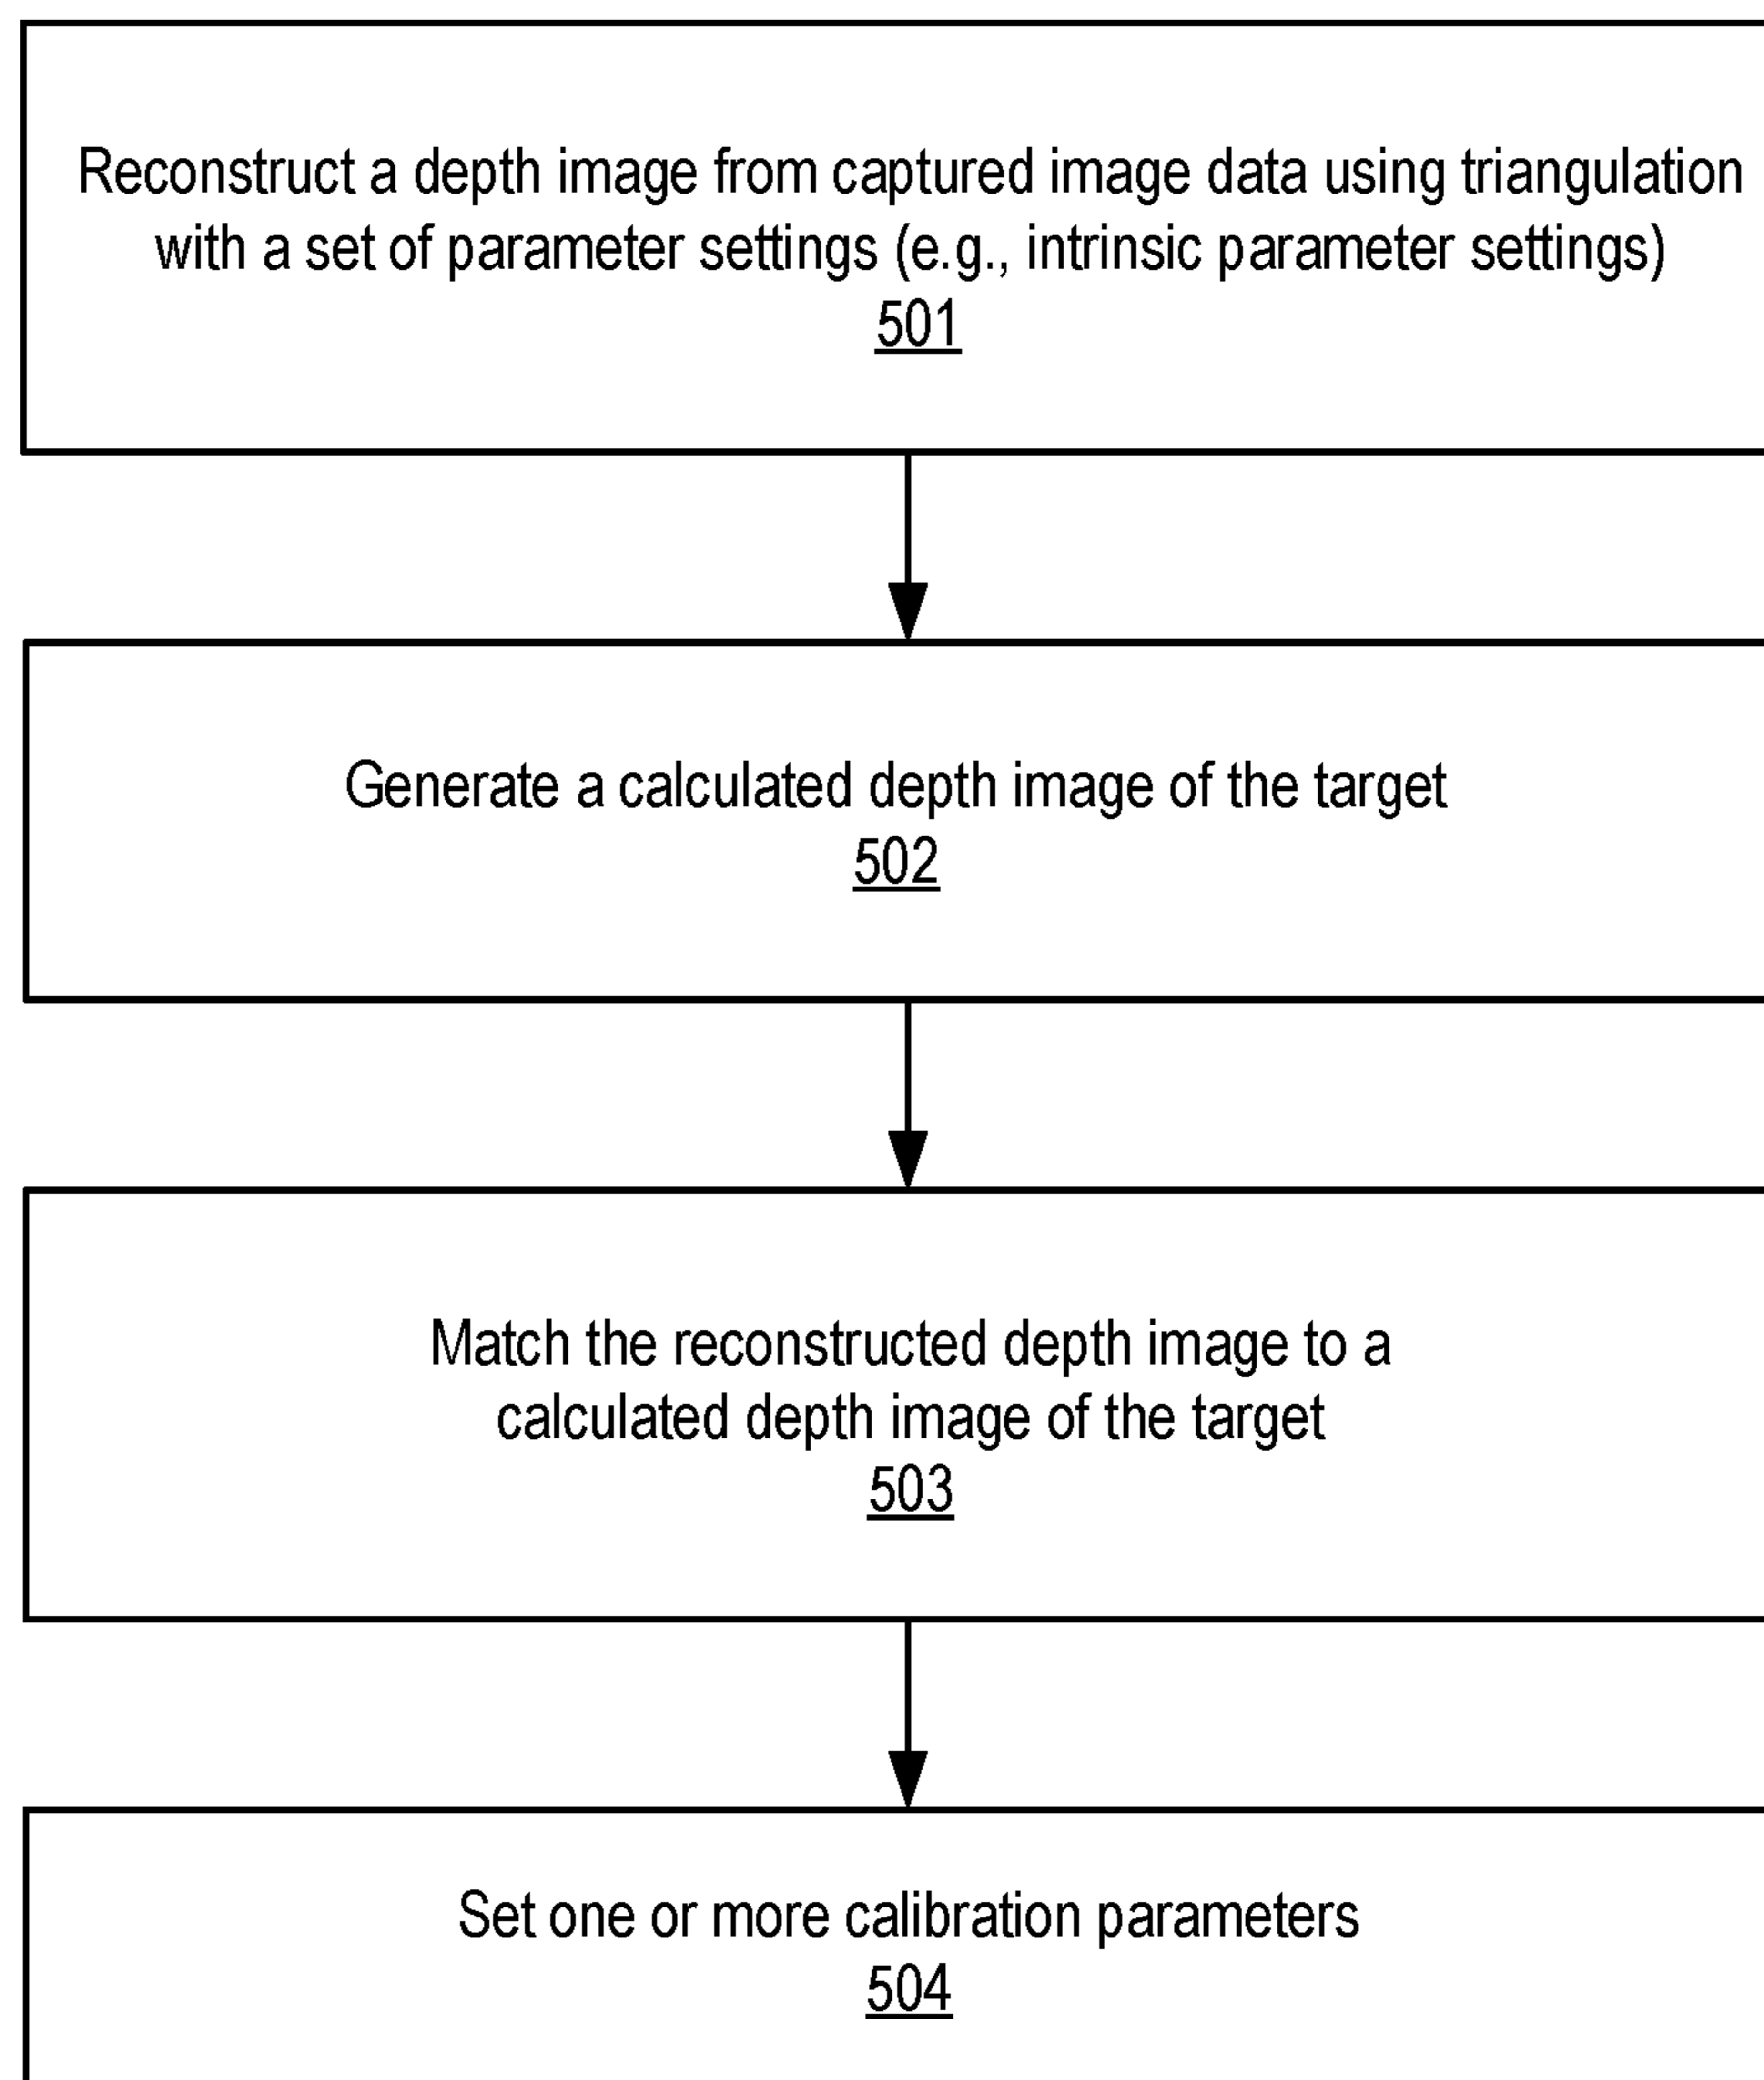 Reconstruct a depth image from captured image data using triangulation
with a set of parameter settings (e.g., intrinsic parameter settings)
501
Generate a calculated depth image of the target
502
Match the reconstructed depth image to a
calculated depth image of the target
503
Set one or more calibration parameters
504